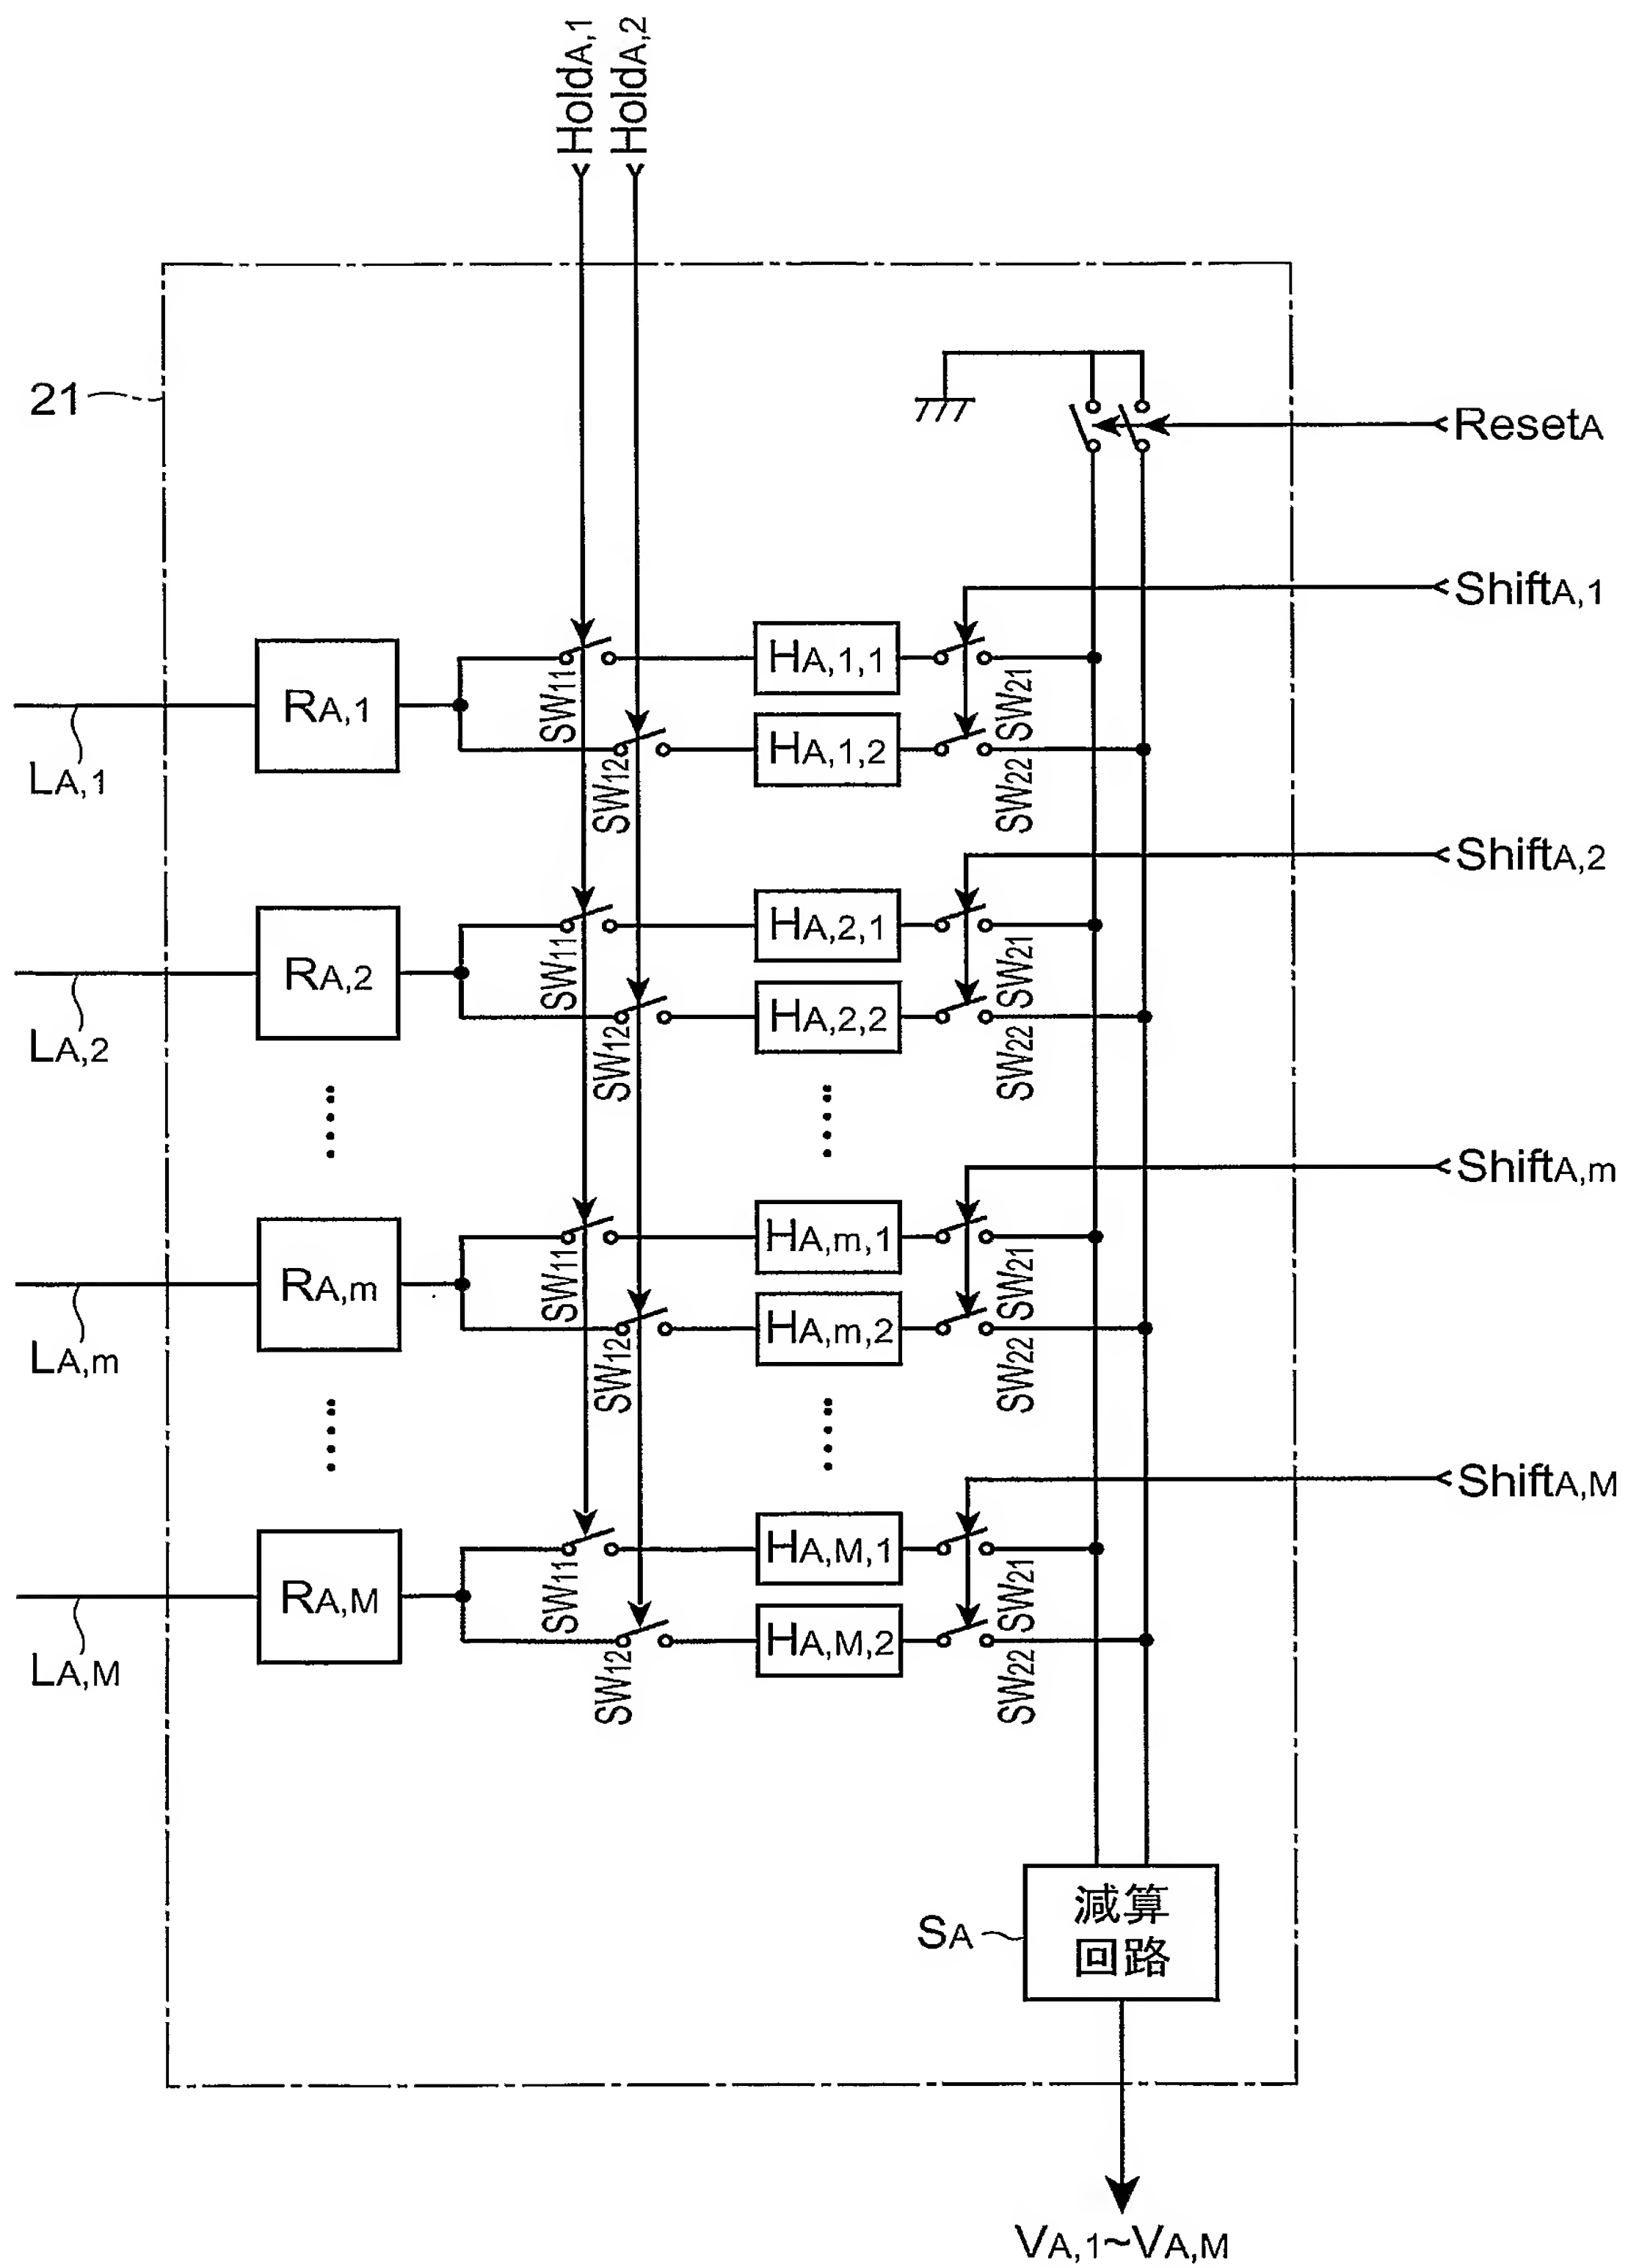 HoldA,1
HoldA,2
21
ResetA
ShiftA,1
RA,1
SW11
HA,1,1
SW21
LA,1
SW12
HA,1,2
SW22
ShiftA,2
RA,2
SW11
HA,2,1
SW21
LA,2
SW12
HA,2,2
SW22
ShiftA,m
RA,m
SW11
HA,m,1
SW21
LA,m
SW12
HA,m,2
SW22
ShiftA,M
RA,M
SW11
HA,M,1
SW21
LA,M
SW12
HA,M,2
SW22
SA
減算
回路
VA,1~VA,M